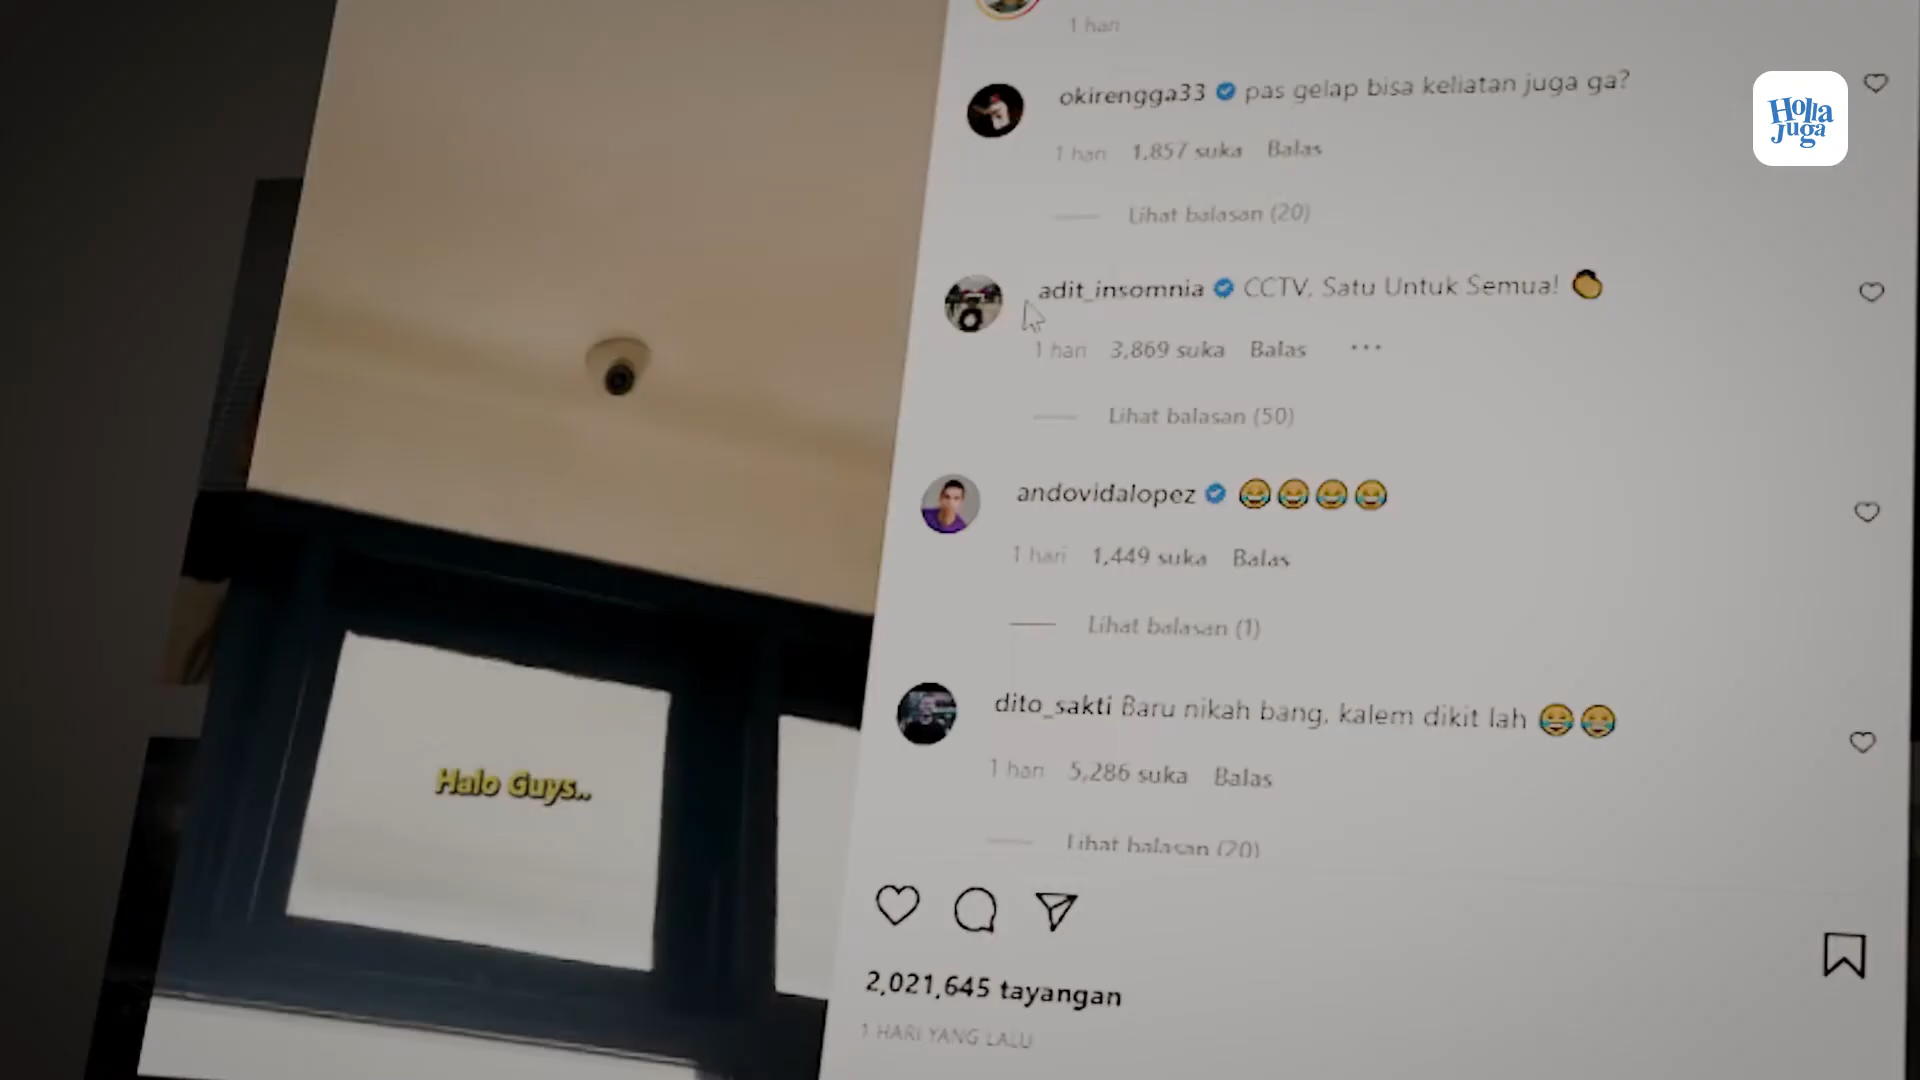 1 hari
okirengga33 pas gelap bisa keliatan juga ga?
1 hari 1,857 suka Balas
Lihat balasan (20)
adit_insomnia CCTV, Satu Untuk Semua!
1 hari 3,869 suka Balas
Lihat balasan (50)
andovidalopez 😂😂😂😂
1 hari 1,449 suka Balas
Lihat balasan (1)
dito_sakti Baru nikah bang, kalem dikit lah 😂😂
1 hari 5,286 suka Balas
Lihat balasan (20)
2,021,645 tayangan
1 HARI YANG LALU
Halo Guys..
Holla
Juga